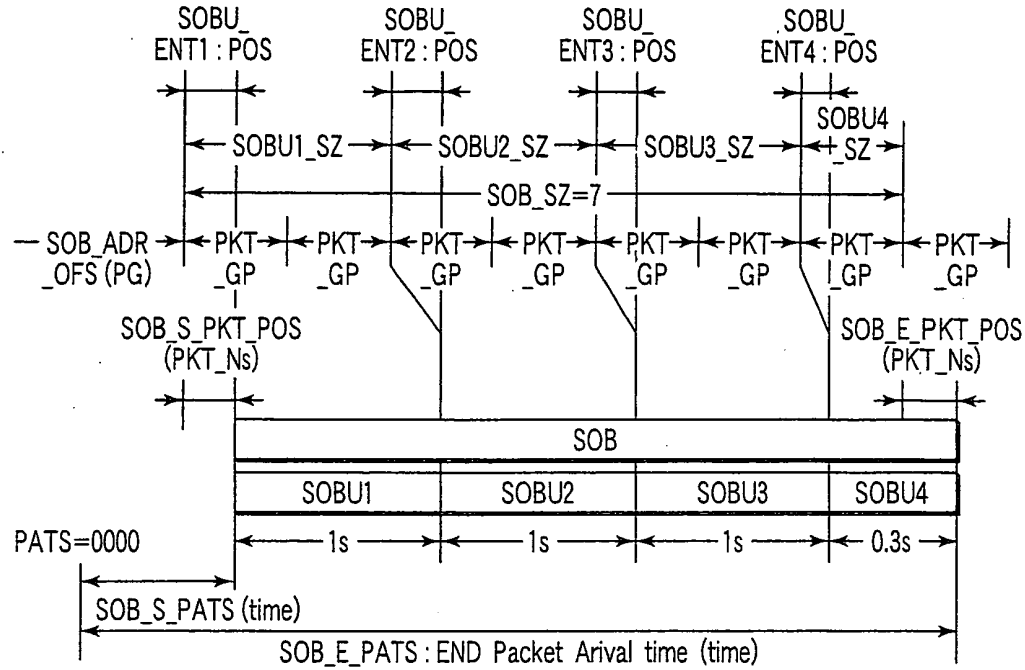 SOBU_ SOBU_ SOBU_ SOBU_
ENT1 : POS ENT2 : POS ENT3 : POS ENT4 : POS
SOBU1_SZ SOBU2_SZ SOBU3_SZ SOBU4
_SZ
SOB_SZ=7
SOB_ADR PKT PKT PKT PKT PKT PKT PKT PKT
_OFS (PG) _GP _GP _GP _GP _GP _GP _GP _GP
SOB_S_PKT_POS SOB_E_PKT_POS
(PKT_Ns) (PKT_Ns)
SOB
SOBU1 SOBU2 SOBU3 SOBU4
PATS=0000 1s 1s 1s 0.3s
SOB_S_PATS (time)
SOB_E_PATS : END Packet Arival time (time)